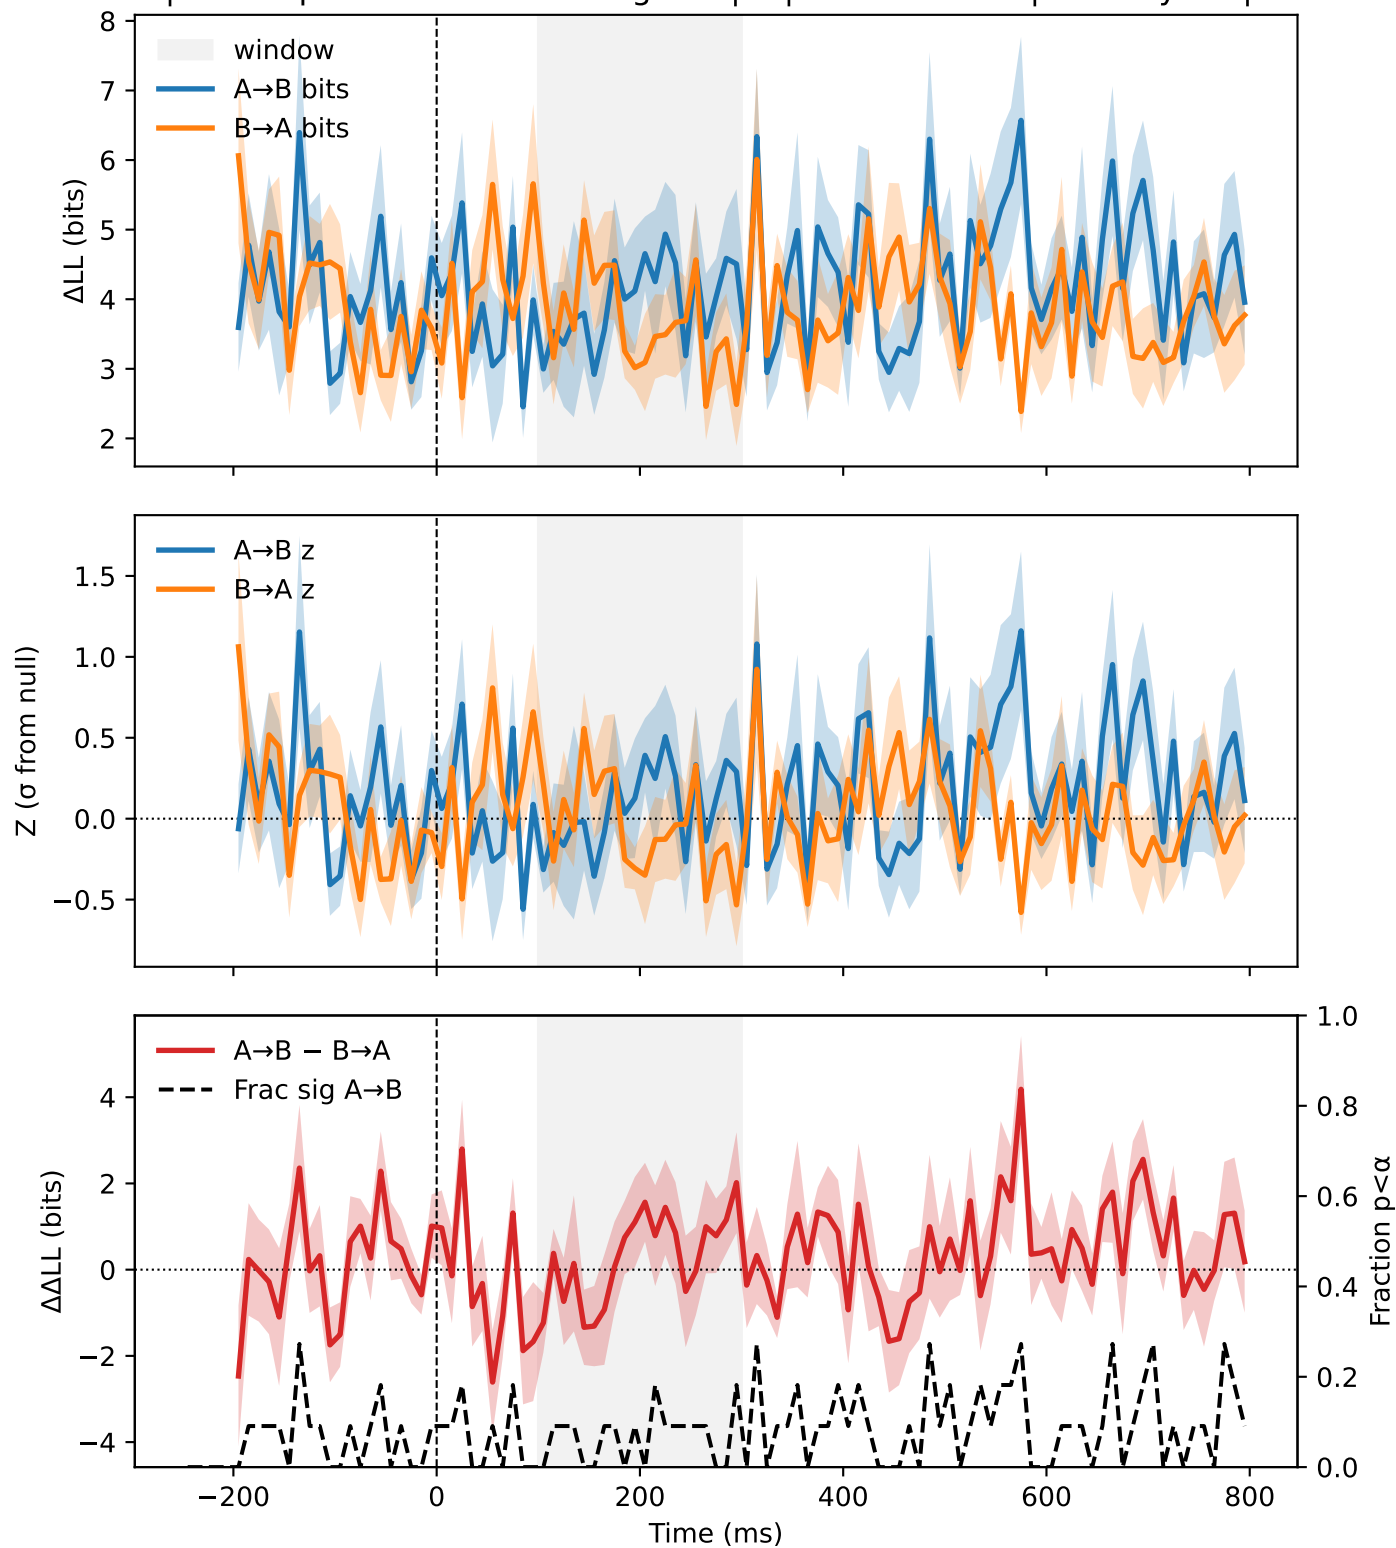 8
window
A→B bits
B→A bits
7
6
5
4
3
2
ΔLL (bits)
A→B z
B→A z
1.5
1.0
0.5
0.0
−0.5
Z (σ from null)
A→B − B→A
Frac sig A→B
4
2
0
−2
−4
ΔΔLL (bits)
1.0
0.8
0.6
0.4
0.2
0.0
Fraction p<α
−200 0 200 400 600 800
Time (ms)